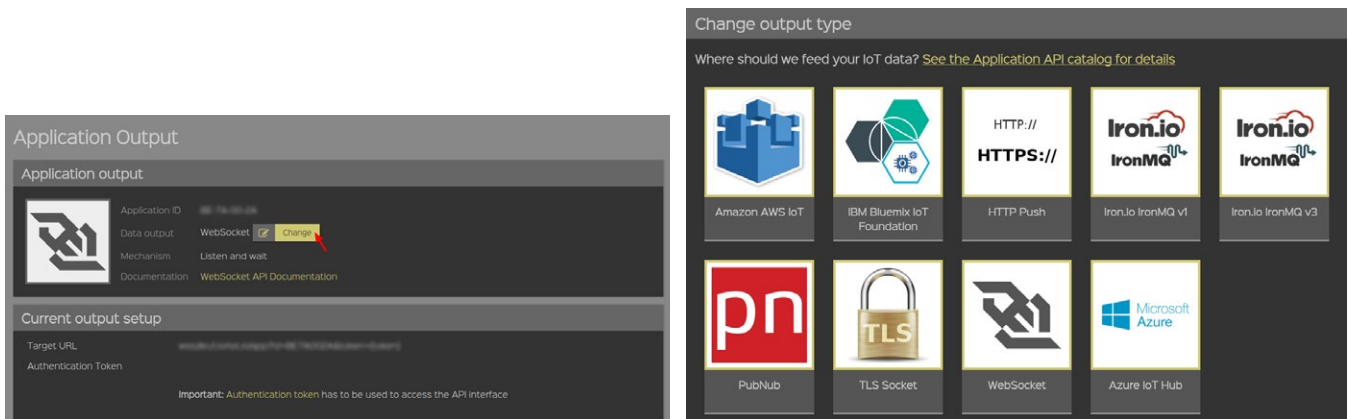 Application Output
Application output
Application ID
Data output WebSocket Change
Mechanism Listen and wait
Documentation WebSocket API Documentation
Current output setup
Target URL
Authentication Token
Important: Authentication token has to be used to access the API interface
Change output type
Where should we feed your IoT data? See the Application API catalog for details
HTTP://
HTTPS://
Iron.io
IronMQ
Iron.io
IronMQ
Amazon AWS IoT
IBM Bluemix IoT
Foundation
HTTP Push
Iron.io IronMQ v1
Iron.io IronMQ v3
pn
TLS
Microsoft
Azure
PubNub
TLS Socket
WebSocket
Azure IoT Hub